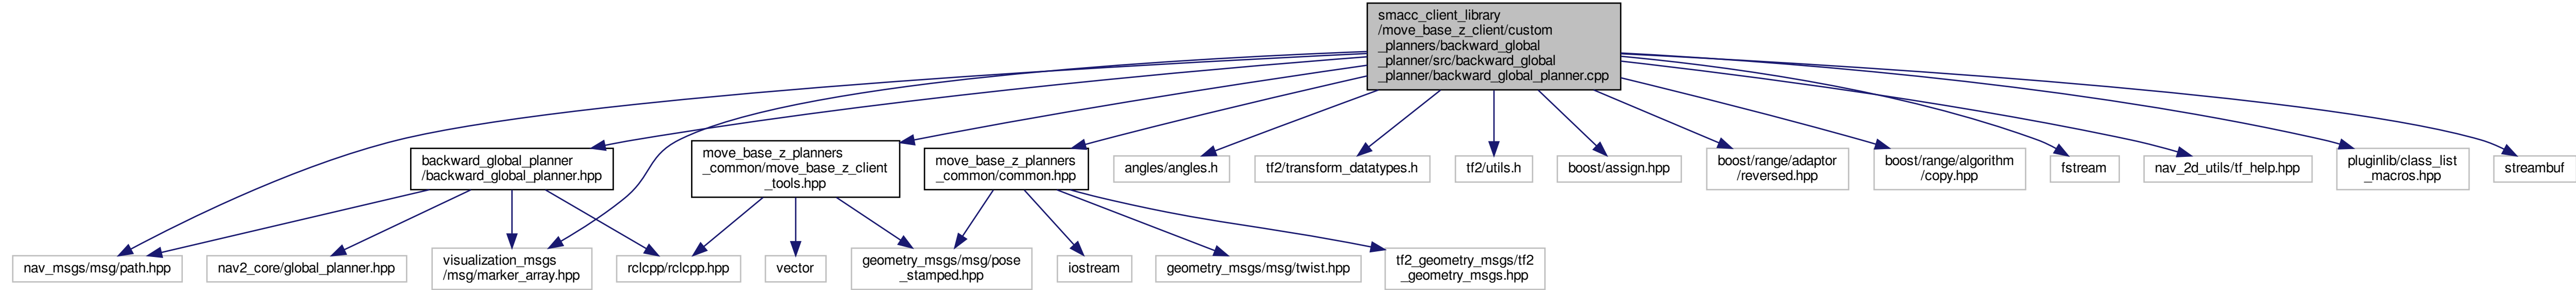 smacc_client_library
/move_base_z_client/custom
_planners/backward_global
_planner/src/backward_global
_planner/backward_global_planner.cpp
backward_global_planner
/backward_global_planner.hpp
move_base_z_planners
_common/move_base_z_client
_tools.hpp
move_base_z_planners
_common/common.hpp
angles/angles.h
tf2/transform_datatypes.h
tf2/utils.h
boost/assign.hpp
boost/range/adaptor
/reversed.hpp
boost/range/algorithm
/copy.hpp
fstream
nav_2d_utils/tf_help.hpp
pluginlib/class_list
_macros.hpp
streambuf
nav_msgs/msg/path.hpp
nav2_core/global_planner.hpp
visualization_msgs
/msg/marker_array.hpp
rclcpp/rclcpp.hpp
vector
geometry_msgs/msg/pose
_stamped.hpp
iostream
geometry_msgs/msg/twist.hpp
tf2_geometry_msgs/tf2
_geometry_msgs.hpp